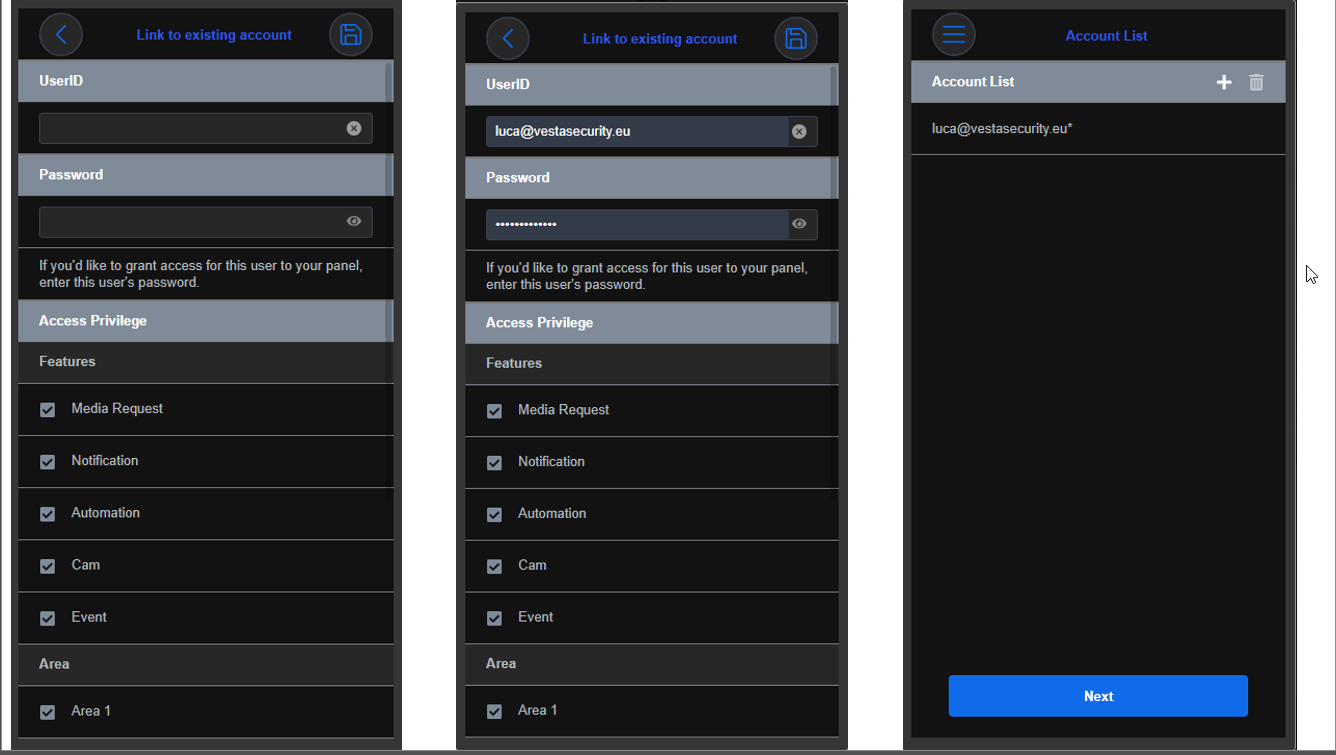 Link to existing account
UserID
Password
If you'd like to grant access for this user to your panel,
enter this user's password.
Access Privilege
Features
Media Request
Notification
Automation
Cam
Event
Area
Area 1
Link to existing account
UserID
luca@vestasecurity.eu
Password
•••••••••••••
If you'd like to grant access for this user to your panel,
enter this user's password.
Access Privilege
Features
Media Request
Notification
Automation
Cam
Event
Area
Area 1
Account List
Account List
luca@vestasecurity.eu*
Next